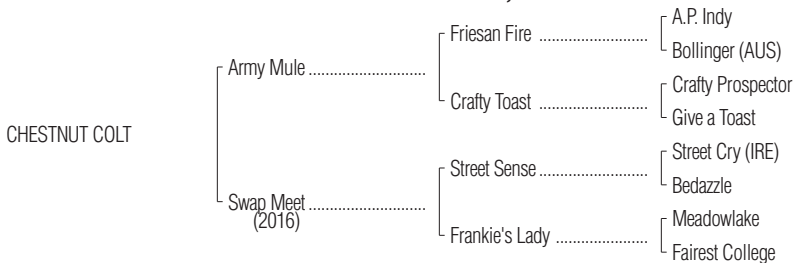 A.P. Indy
Friesan Fire ............................
Bollinger (AUS)
Army Mule ..............................
Crafty Prospector
Crafty Toast ............................
Give a Toast
CHESTNUT COLT
Street Cry (IRE)
Street Sense ............................
Bedazzle
Swap Meet ..............................
(2016)
Meadowlake
Frankie's Lady ........................
Fairest College